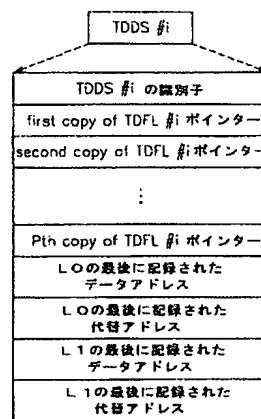 TDDS #i
TDDS #i の識別子
first copy of TDFL #i ポインター
second copy of TDFL #i ポインター
⋮
Pth copy of TDFL #i ポインター
L0の最後に記録された
データアドレス
L0の最後に記録された
代替アドレス
L1の最後に記録された
データアドレス
L1の最後に記録された
代替アドレス